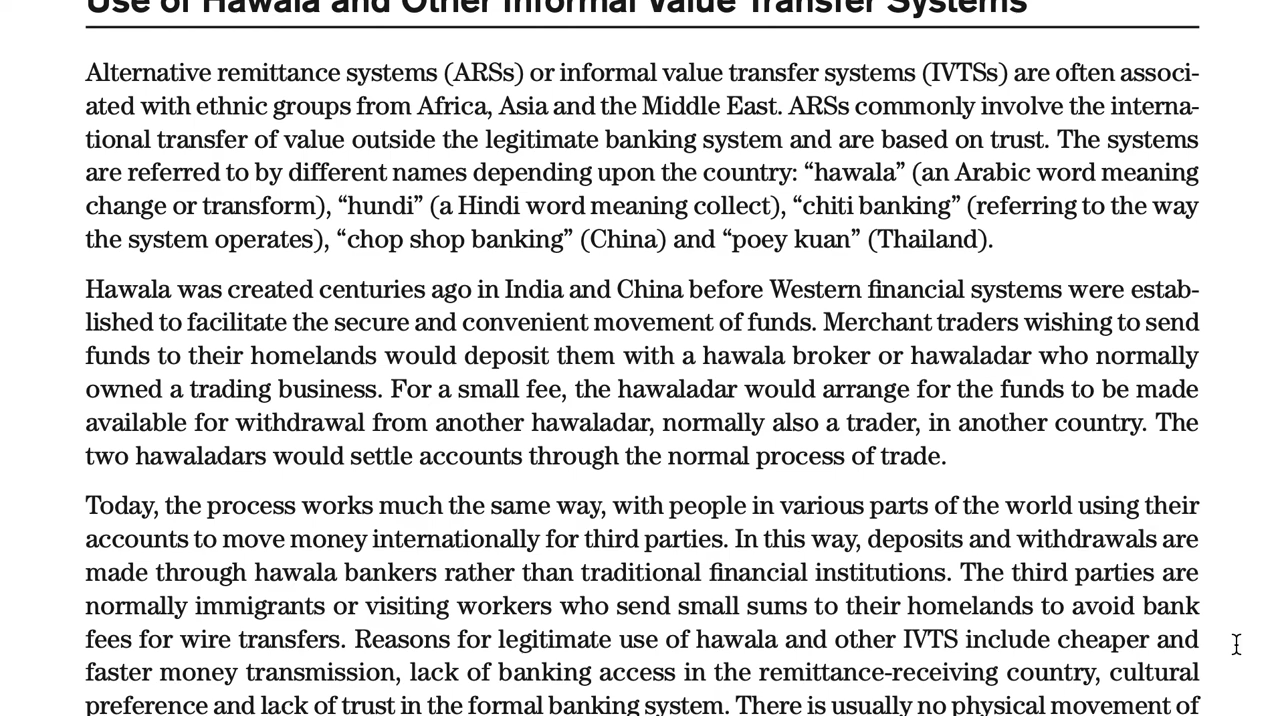 Use of Hawala and Other Informal Value Transfer Systems
Alternative remittance systems (ARSs) or informal value transfer systems (IVTSs) are often associ-
ated with ethnic groups from Africa, Asia and the Middle East. ARSs commonly involve the interna-
tional transfer of value outside the legitimate banking system and are based on trust. The systems
are referred to by different names depending upon the country: “hawala” (an Arabic word meaning
change or transform), “hundi” (a Hindi word meaning collect), “chiti banking” (referring to the way
the system operates), “chop shop banking” (China) and “poey kuan” (Thailand).
Hawala was created centuries ago in India and China before Western financial systems were estab-
lished to facilitate the secure and convenient movement of funds. Merchant traders wishing to send
funds to their homelands would deposit them with a hawala broker or hawaladar who normally
owned a trading business. For a small fee, the hawaladar would arrange for the funds to be made
available for withdrawal from another hawaladar, normally also a trader, in another country. The
two hawaladars would settle accounts through the normal process of trade.
Today, the process works much the same way, with people in various parts of the world using their
accounts to move money internationally for third parties. In this way, deposits and withdrawals are
made through hawala bankers rather than traditional financial institutions. The third parties are
normally immigrants or visiting workers who send small sums to their homelands to avoid bank
fees for wire transfers. Reasons for legitimate use of hawala and other IVTS include cheaper and
faster money transmission, lack of banking access in the remittance-receiving country, cultural
preference and lack of trust in the formal banking system. There is usually no physical movement of